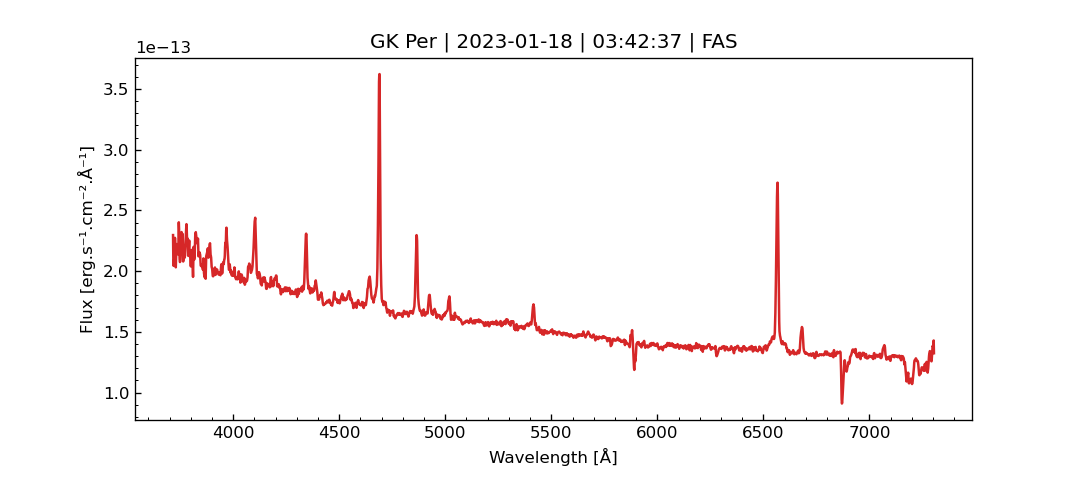 GK Per | 2023-01-18 | 03:42:37 | FAS
1e−13
3.5
3.0
2.5
2.0
1.5
1.0
Flux [erg.s⁻¹.cm⁻².Å⁻¹]
4000 4500 5000 5500 6000 6500 7000
Wavelength [Å]